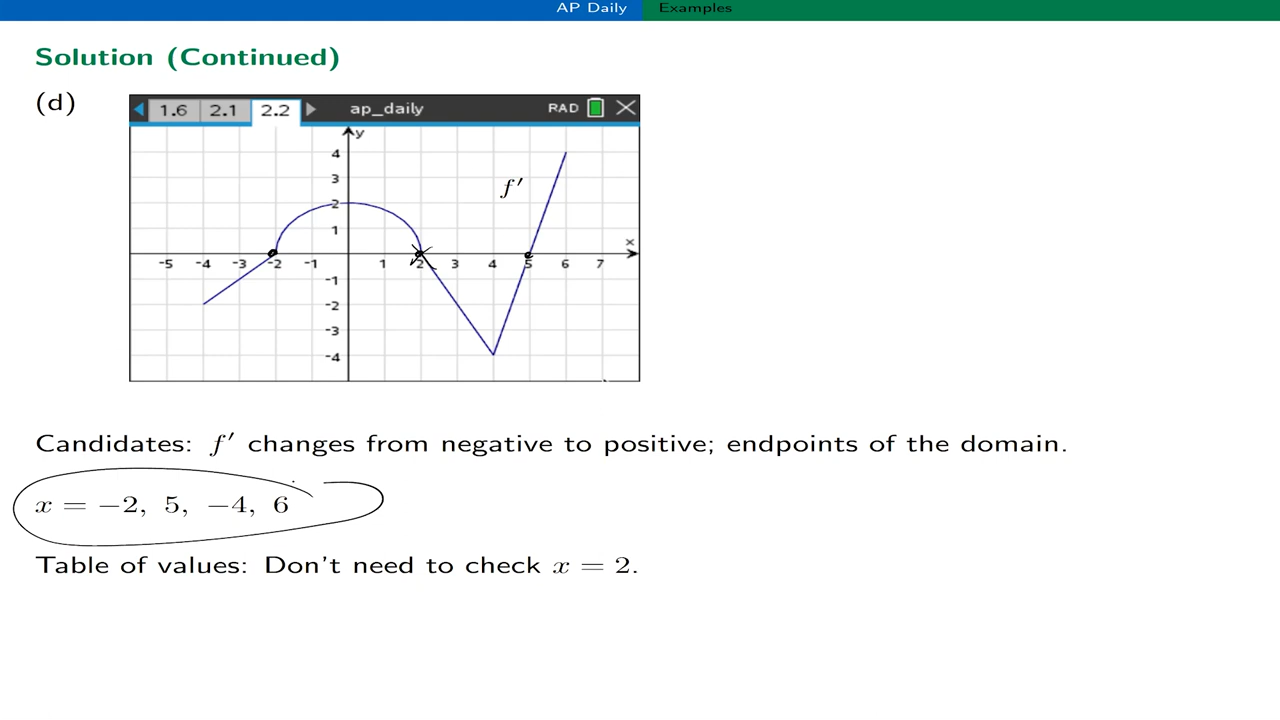 AP Daily Examples
Solution (Continued)
(d)
1.6 2.1 2.2 ap_daily RAD
y
4
3
f′
2
1
x
-5 -4 -3 -2 -1 1 2 3 4 5 6 7
-1
-2
-3
-4
Candidates: f′ changes from negative to positive; endpoints of the domain.
x = −2, 5, −4, 6
Table of values: Don't need to check x = 2.